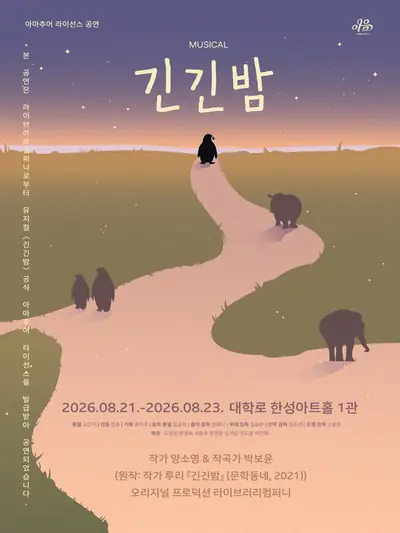 아마추어 라이선스 공연
이음
MUSICAL
긴긴밤
본 공연은 라이브러리컴퍼니로부터 뮤지컬 <긴긴밤> 공식 아마추어 라이선스를 발급받아 공연되었습니다.
2026.08.21.-2026.08.23. 대학로 한성아트홀 1관
작가 양소영 & 작곡가 박보윤
(원작: 작가 루리 『긴긴밤』 (문학동네, 2021))
오리지널 프로덕션 라이브러리컴퍼니